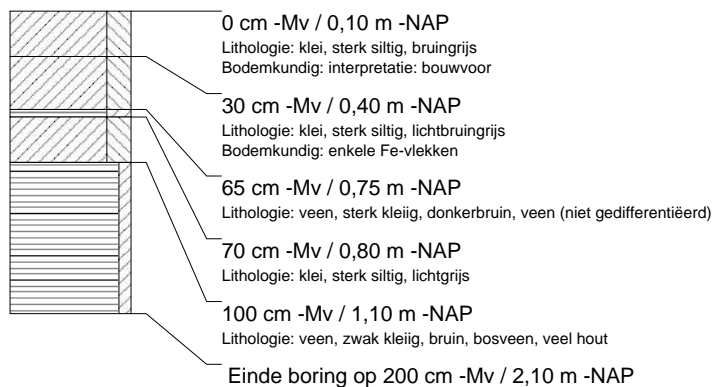 0 cm -Mv / 0,10 m -NAP
Lithologie: klei, sterk siltig, bruingrijs
Bodemkundig: interpretatie: bouwvoor
30 cm -Mv / 0,40 m -NAP
Lithologie: klei, sterk siltig, lichtbruingrijs
Bodemkundig: enkele Fe-vlekken
65 cm -Mv / 0,75 m -NAP
Lithologie: veen, sterk kleiig, donkerbruin, veen (niet gedifferentiëerd)
70 cm -Mv / 0,80 m -NAP
Lithologie: klei, sterk siltig, lichtgrijs
100 cm -Mv / 1,10 m -NAP
Lithologie: veen, zwak kleiig, bruin, bosveen, veel hout
Einde boring op 200 cm -Mv / 2,10 m -NAP